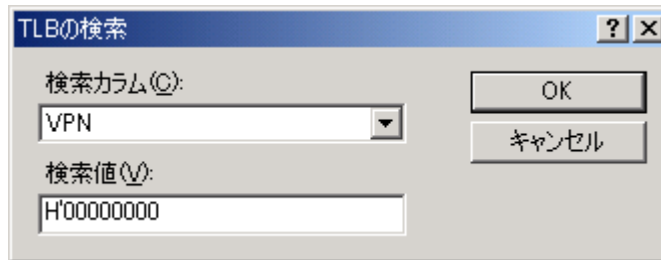 TLBの検索
検索カラム(C):
VPN
検索値(V):
H'00000000
OK
キャンセル